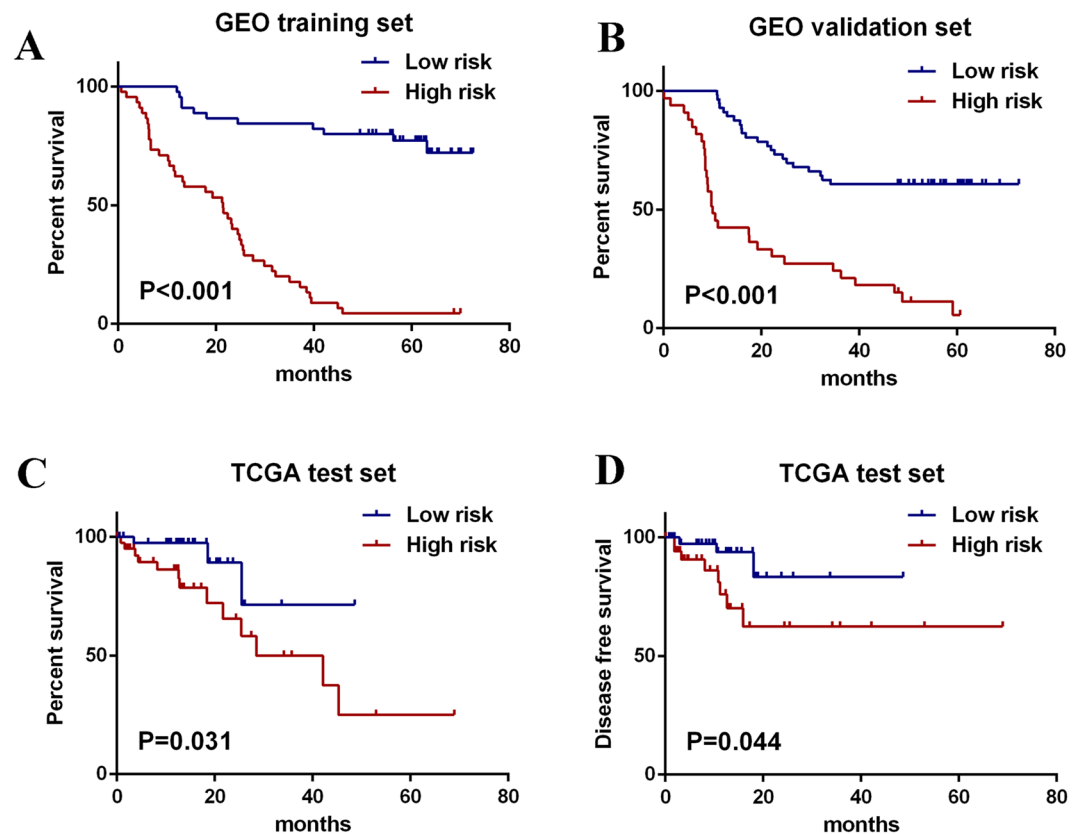 A
GEO training set
Low risk
High risk
Percent survival
100
50
0
P<0.001
0 20 40 60 80
months
B
GEO validation set
Low risk
High risk
Percent survival
100
50
0
P<0.001
0 20 40 60 80
months
C
TCGA test set
Low risk
High risk
Percent survival
100
50
0
P=0.031
0 20 40 60 80
months
D
TCGA test set
Low risk
High risk
Disease free survival
100
50
0
P=0.044
0 20 40 60 80
months